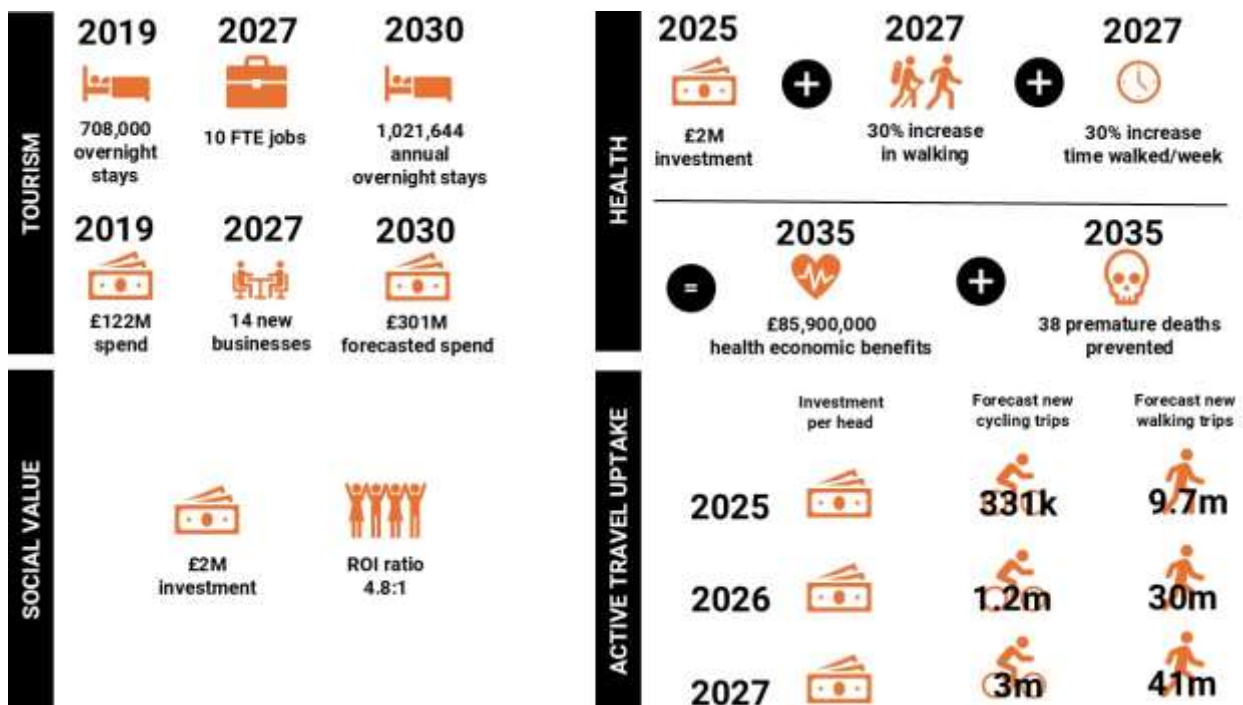 TOURISM
2019 2027 2030
708,000 overnight stays
10 FTE jobs
1,021,644 annual overnight stays
2019 2027 2030
£122M spend
14 new businesses
£301M forecasted spend
HEALTH
2025 + 2027 + 2027
£2M investment
30% increase in walking
30% increase time walked/week
2035 2035
= +
£85,900,000 health economic benefits
38 premature deaths prevented
SOCIAL VALUE
£2M investment
ROI ratio 4.8:1
ACTIVE TRAVEL UPTAKE
Investment per head
Forecast new cycling trips
Forecast new walking trips
2025 331k 9.7m
2026 1.2m 30m
2027 3m 41m